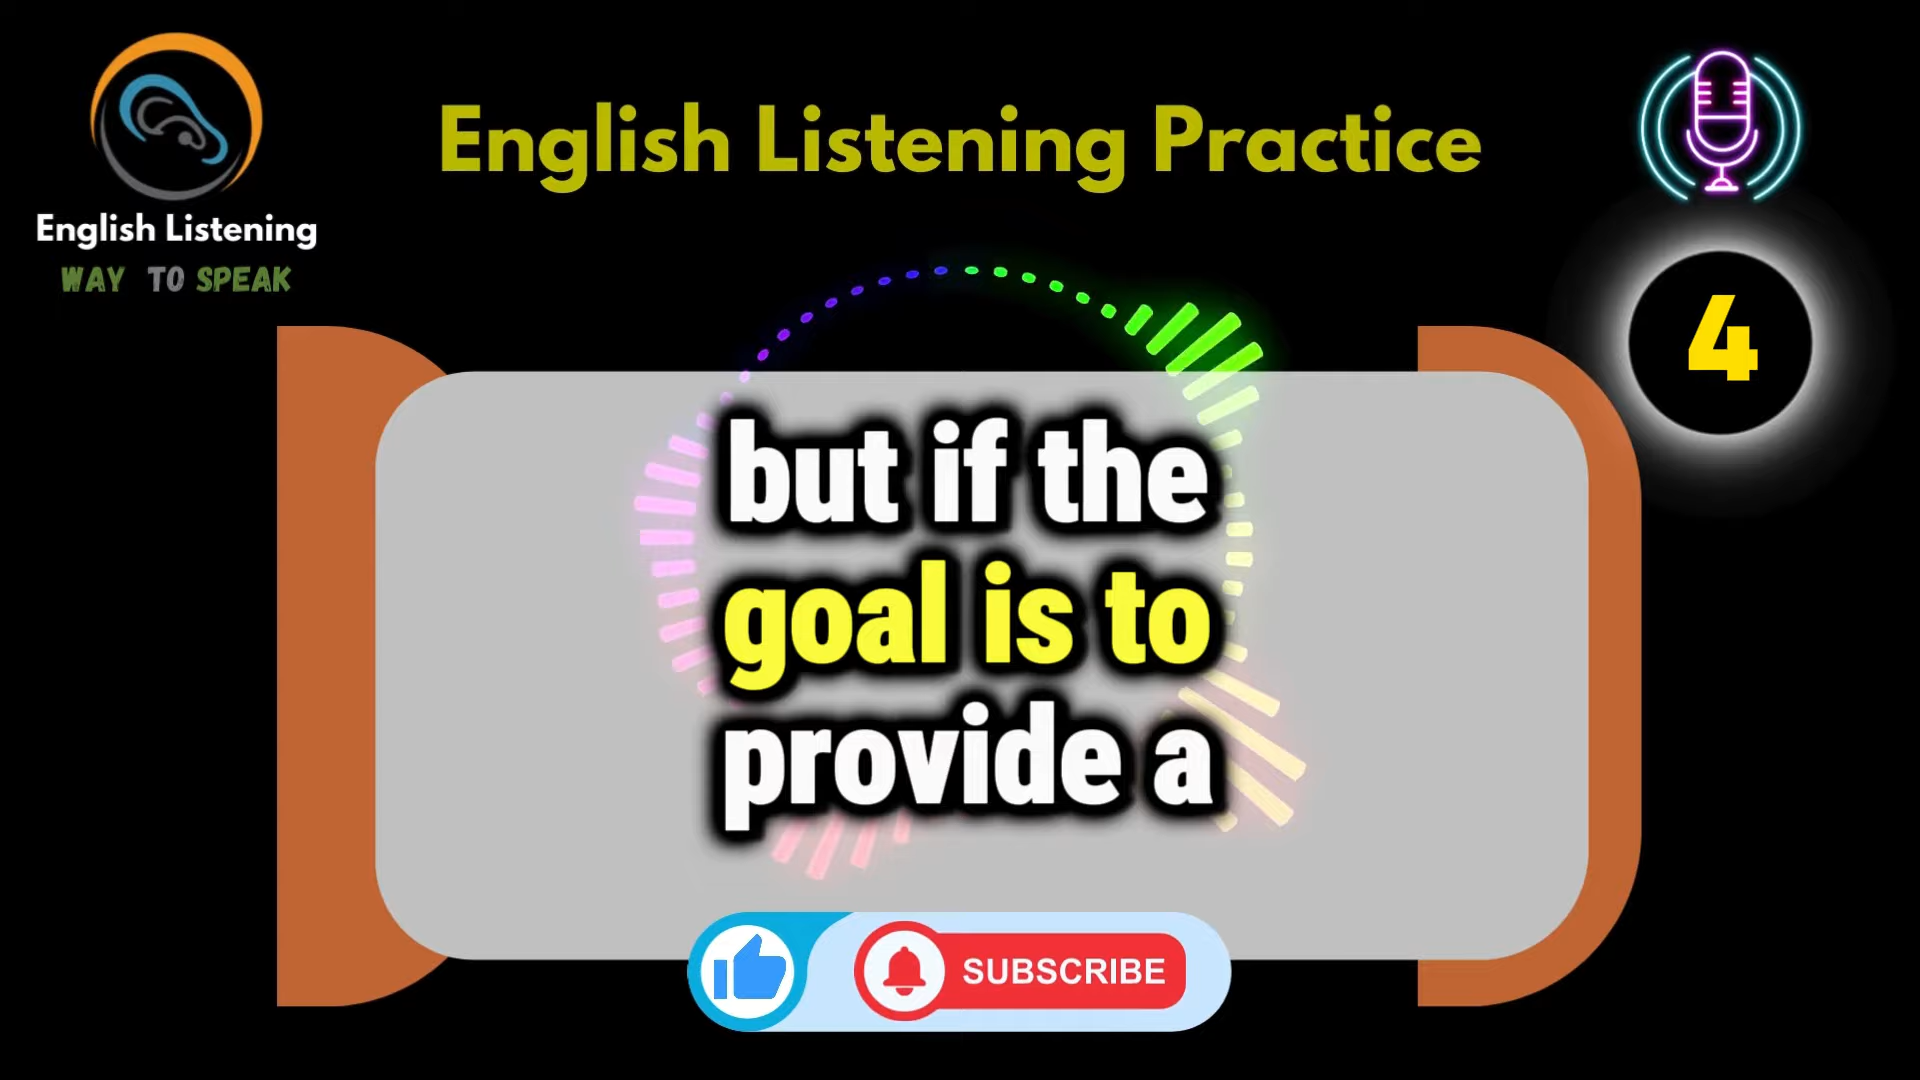 English Listening Practice
English Listening
WAY TO SPEAK
4
but if the
goal is to
provide a
SUBSCRIBE